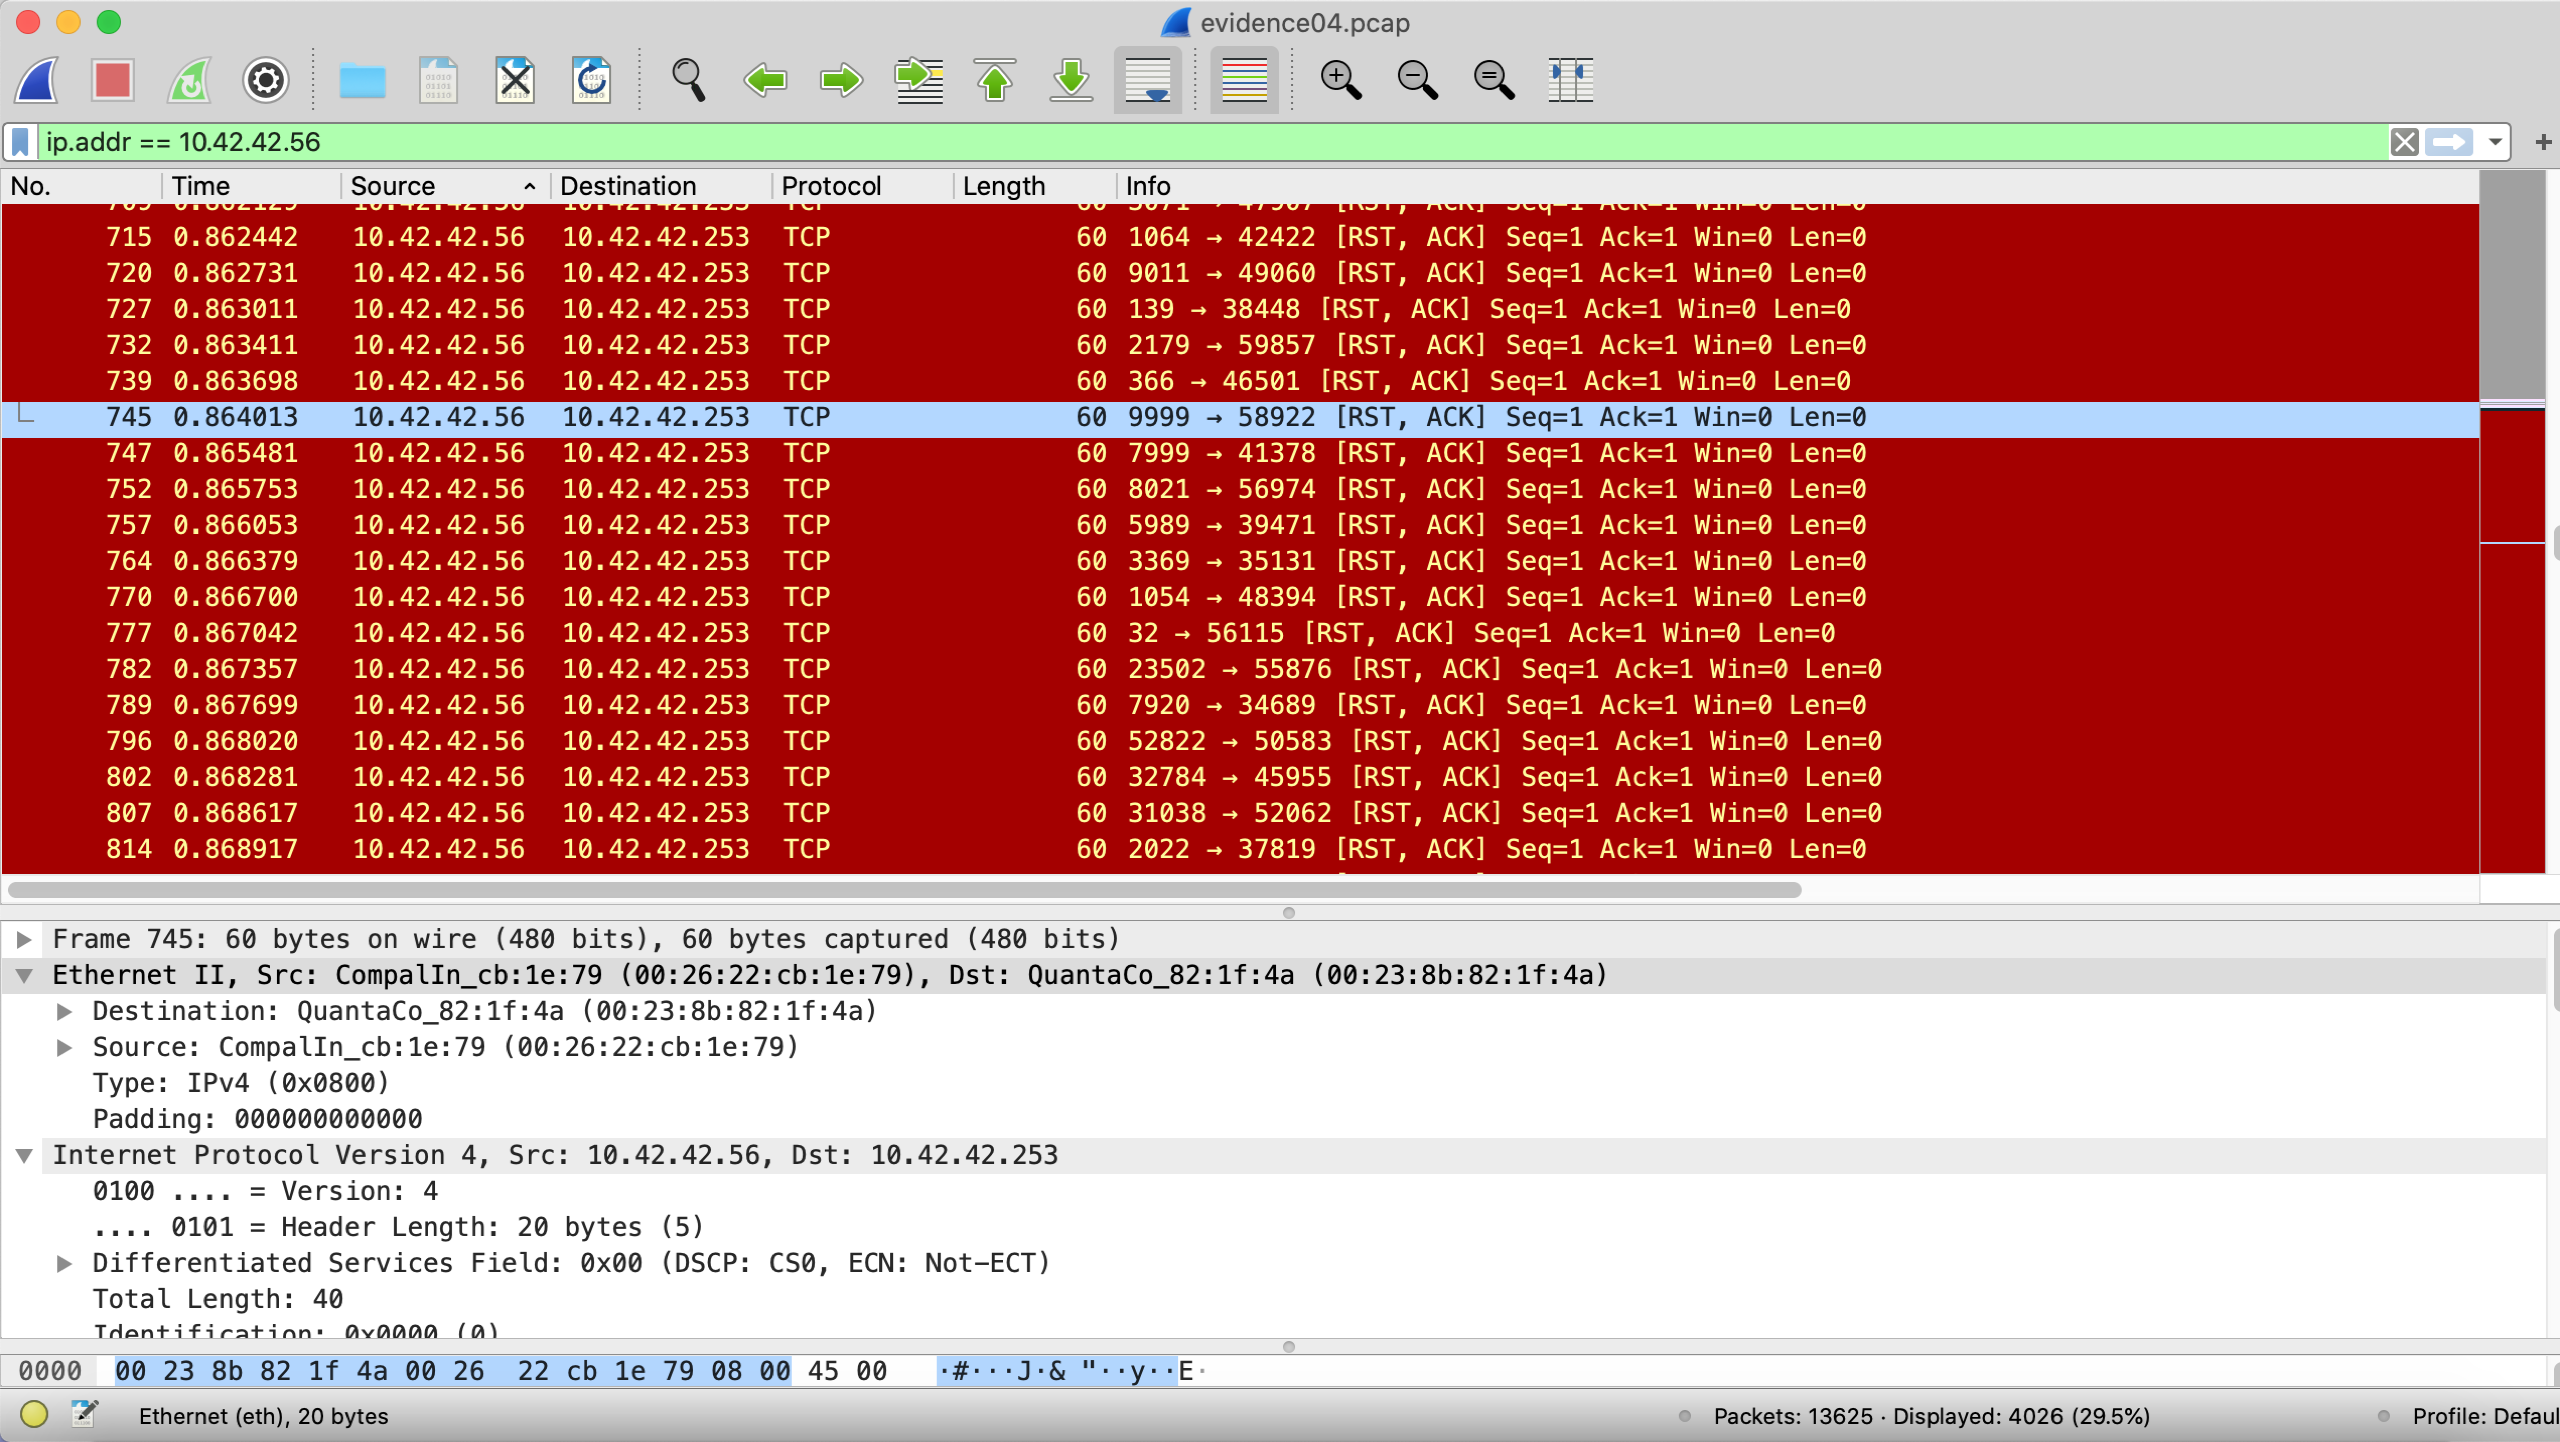 evidence04.pcap
ip.addr == 10.42.42.56
No. Time Source Destination Protocol Length Info
709 0.862129 10.42.42.56 10.42.42.253 TCP 60 3071 → 47967 [RST, ACK] Seq=1 Ack=1 Win=0 Len=0
715 0.862442 10.42.42.56 10.42.42.253 TCP 60 1064 → 42422 [RST, ACK] Seq=1 Ack=1 Win=0 Len=0
720 0.862731 10.42.42.56 10.42.42.253 TCP 60 9011 → 49060 [RST, ACK] Seq=1 Ack=1 Win=0 Len=0
727 0.863011 10.42.42.56 10.42.42.253 TCP 60 139 → 38448 [RST, ACK] Seq=1 Ack=1 Win=0 Len=0
732 0.863411 10.42.42.56 10.42.42.253 TCP 60 2179 → 59857 [RST, ACK] Seq=1 Ack=1 Win=0 Len=0
739 0.863698 10.42.42.56 10.42.42.253 TCP 60 366 → 46501 [RST, ACK] Seq=1 Ack=1 Win=0 Len=0
745 0.864013 10.42.42.56 10.42.42.253 TCP 60 9999 → 58922 [RST, ACK] Seq=1 Ack=1 Win=0 Len=0
747 0.865481 10.42.42.56 10.42.42.253 TCP 60 7999 → 41378 [RST, ACK] Seq=1 Ack=1 Win=0 Len=0
752 0.865753 10.42.42.56 10.42.42.253 TCP 60 8021 → 56974 [RST, ACK] Seq=1 Ack=1 Win=0 Len=0
757 0.866053 10.42.42.56 10.42.42.253 TCP 60 5989 → 39471 [RST, ACK] Seq=1 Ack=1 Win=0 Len=0
764 0.866379 10.42.42.56 10.42.42.253 TCP 60 3369 → 35131 [RST, ACK] Seq=1 Ack=1 Win=0 Len=0
770 0.866700 10.42.42.56 10.42.42.253 TCP 60 1054 → 48394 [RST, ACK] Seq=1 Ack=1 Win=0 Len=0
777 0.867042 10.42.42.56 10.42.42.253 TCP 60 32 → 56115 [RST, ACK] Seq=1 Ack=1 Win=0 Len=0
782 0.867357 10.42.42.56 10.42.42.253 TCP 60 23502 → 55876 [RST, ACK] Seq=1 Ack=1 Win=0 Len=0
789 0.867699 10.42.42.56 10.42.42.253 TCP 60 7920 → 34689 [RST, ACK] Seq=1 Ack=1 Win=0 Len=0
796 0.868020 10.42.42.56 10.42.42.253 TCP 60 52822 → 50583 [RST, ACK] Seq=1 Ack=1 Win=0 Len=0
802 0.868281 10.42.42.56 10.42.42.253 TCP 60 32784 → 45955 [RST, ACK] Seq=1 Ack=1 Win=0 Len=0
807 0.868617 10.42.42.56 10.42.42.253 TCP 60 31038 → 52062 [RST, ACK] Seq=1 Ack=1 Win=0 Len=0
814 0.868917 10.42.42.56 10.42.42.253 TCP 60 2022 → 37819 [RST, ACK] Seq=1 Ack=1 Win=0 Len=0
Frame 745: 60 bytes on wire (480 bits), 60 bytes captured (480 bits)
Ethernet II, Src: CompalIn_cb:1e:79 (00:26:22:cb:1e:79), Dst: QuantaCo_82:1f:4a (00:23:8b:82:1f:4a)
Destination: QuantaCo_82:1f:4a (00:23:8b:82:1f:4a)
Source: CompalIn_cb:1e:79 (00:26:22:cb:1e:79)
Type: IPv4 (0x0800)
Padding: 000000000000
Internet Protocol Version 4, Src: 10.42.42.56, Dst: 10.42.42.253
0100 .... = Version: 4
.... 0101 = Header Length: 20 bytes (5)
Differentiated Services Field: 0x00 (DSCP: CS0, ECN: Not-ECT)
Total Length: 40
Identification: 0x0000 (0)
0000 00 23 8b 82 1f 4a 00 26 22 cb 1e 79 08 00 45 00 ·#···J·& "··y··E·
Ethernet (eth), 20 bytes
Packets: 13625 · Displayed: 4026 (29.5%)
Profile: Defaul